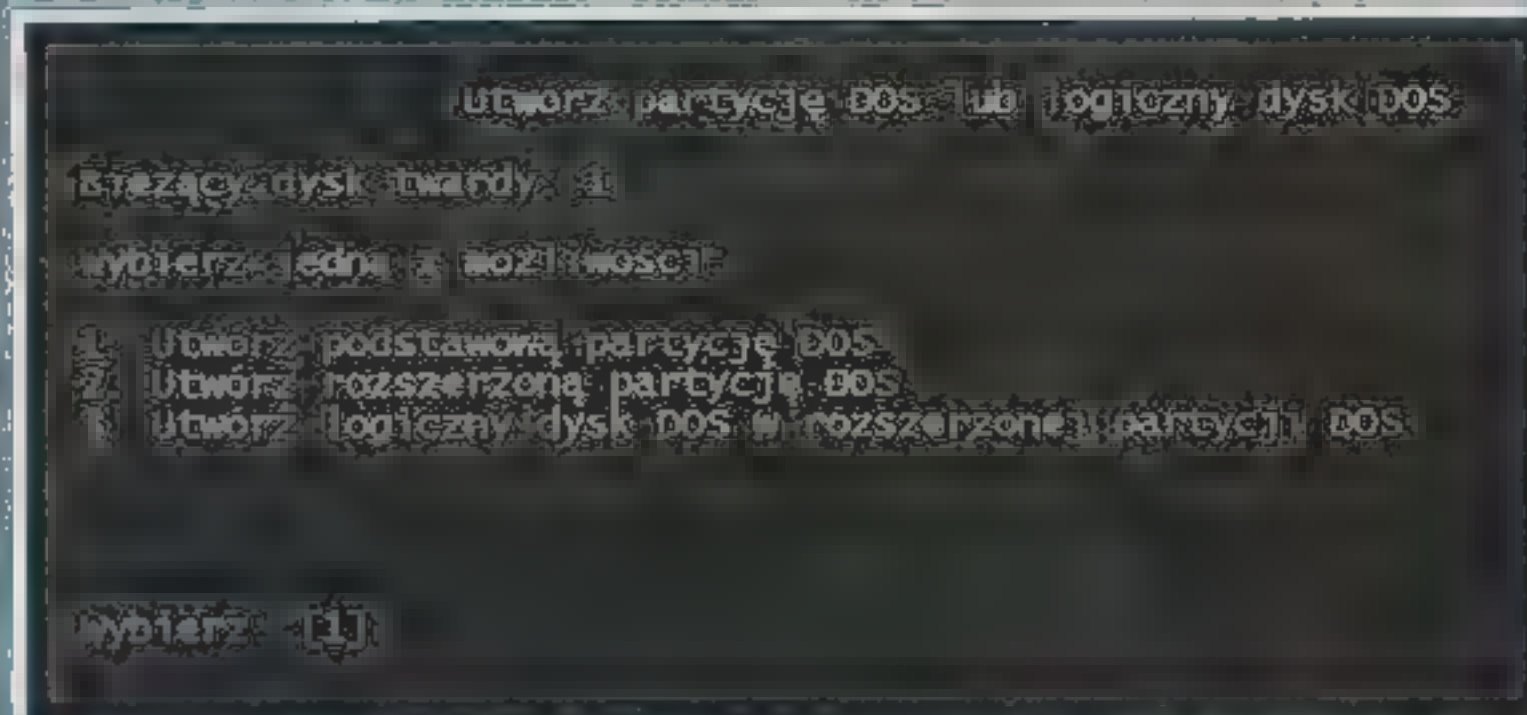 Utwórz partycję DOS lub logiczny dysk DOS
Bieżący dysk twardy: 1
Wybierz jedną z możliwości:
1. Utwórz podstawową partycję DOS
2. Utwórz rozszerzoną partycję DOS
3. Utwórz logiczny dysk DOS w rozszerzonej partycji DOS
Wybierz: [1]